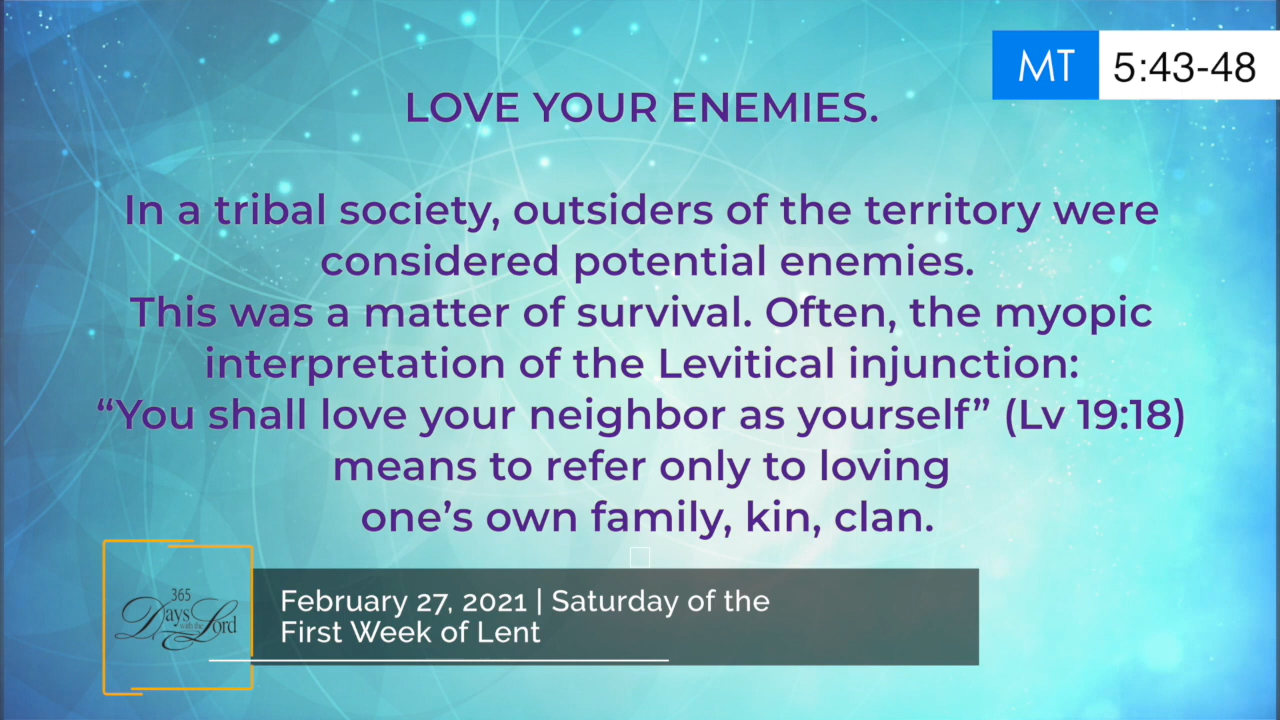 MT 5:43-48
LOVE YOUR ENEMIES.
In a tribal society, outsiders of the territory were
considered potential enemies.
This was a matter of survival. Often, the myopic
interpretation of the Levitical injunction:
“You shall love your neighbor as yourself” (Lv 19:18)
means to refer only to loving
one’s own family, kin, clan.
365
Days with the Lord
February 27, 2021 | Saturday of the
First Week of Lent